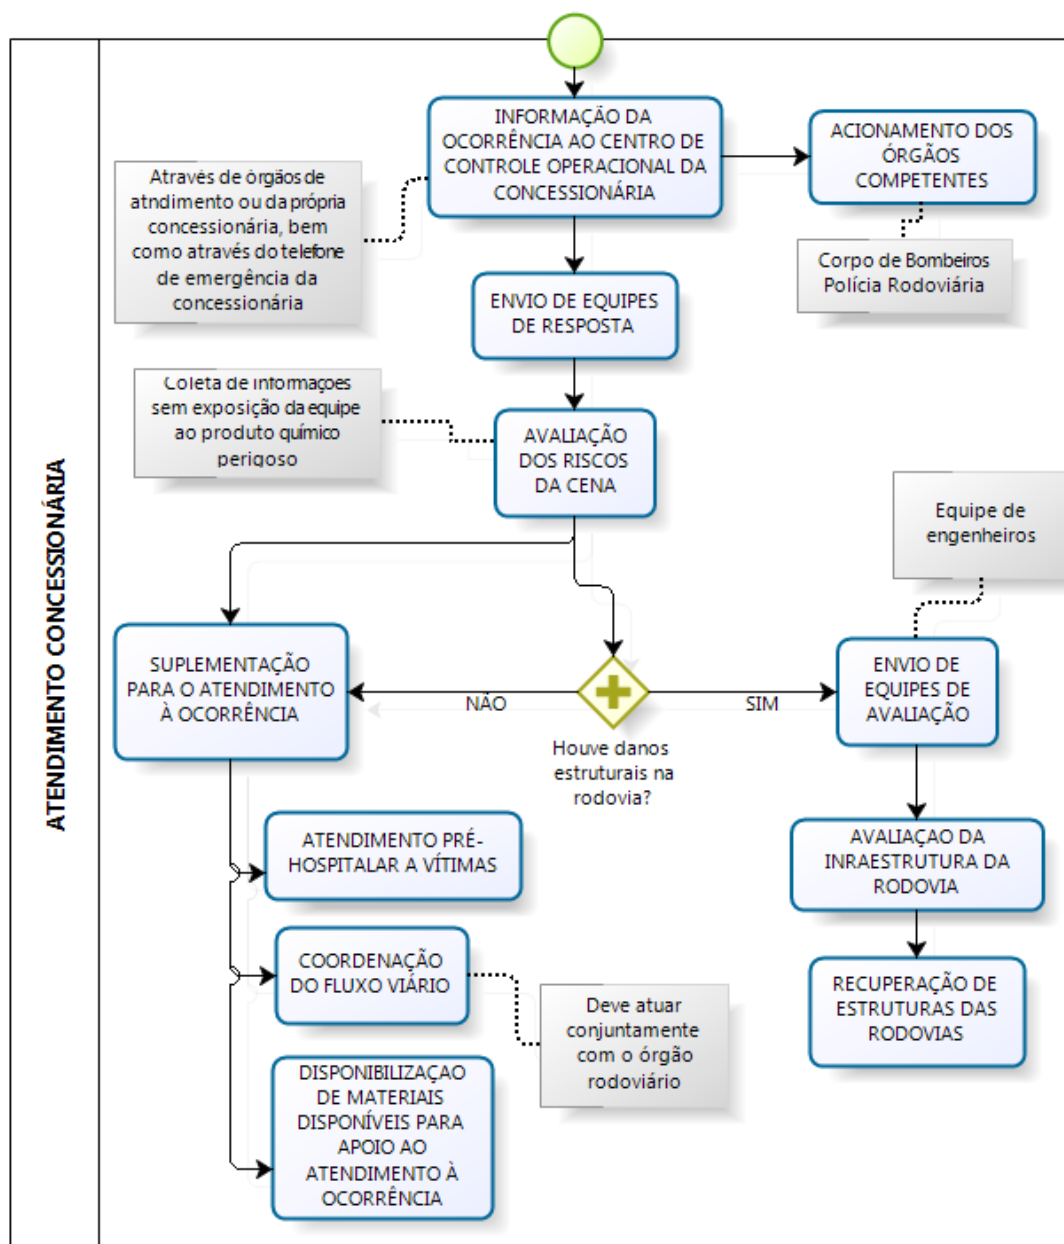 ATENDIMENTO CONCESSIONÁRIA
INFORMAÇÃO DA
OCORRÊNCIA AO CENTRO DE
CONTROLE OPERACIONAL DA
CONCESSIONÁRIA
ACIONAMENTO DOS
ÓRGÃOS
COMPETENTES
Através de órgãos de
atndimento ou da própria
concessionária, bem
como através do telefone
de emergência da
concessionária
Corpo de Bombeiros
Polícia Rodoviária
ENVIO DE EQUIPES
DE RESPOSTA
Coleta de informações
sem exposição da equipe
ao produto químico
perigoso
AVALIAÇÃO
DOS RISCOS
DA CENA
Equipe de
engenheiros
SUPLEMENTAÇÃO
PARA O ATENDIMENTO
À OCORRÊNCIA
NÃO
SIM
Houve danos
estruturais na
rodovia?
ENVIO DE
EQUIPES DE
AVALIAÇÃO
ATENDIMENTO PRÉ-
HOSPITALAR A VÍTIMAS
AVALIAÇAO DA
INRAESTRUTURA DA
RODOVIA
COORDENAÇÃO
DO FLUXO VIÁRIO
Deve atuar
conjuntamente
com o órgão
rodoviário
RECUPERAÇÃO DE
ESTRUTURAS DAS
RODOVIAS
DISPONIBILIZAÇAO
DE MATERIAIS
DISPONÍVEIS PARA
APOIO AO
ATENDIMENTO À
OCORRÊNCIA